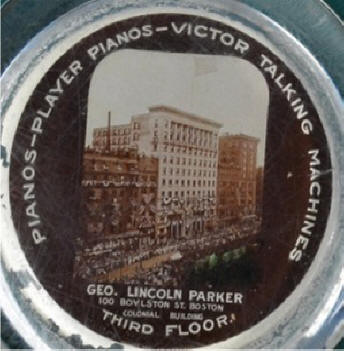 PIANOS-PLAYER PIANOS-VICTOR TALKING MACHINES
GEO. LINCOLN PARKER
100 BOYLSTON ST. BOSTON
COLONIAL BUILDING
THIRD FLOOR.